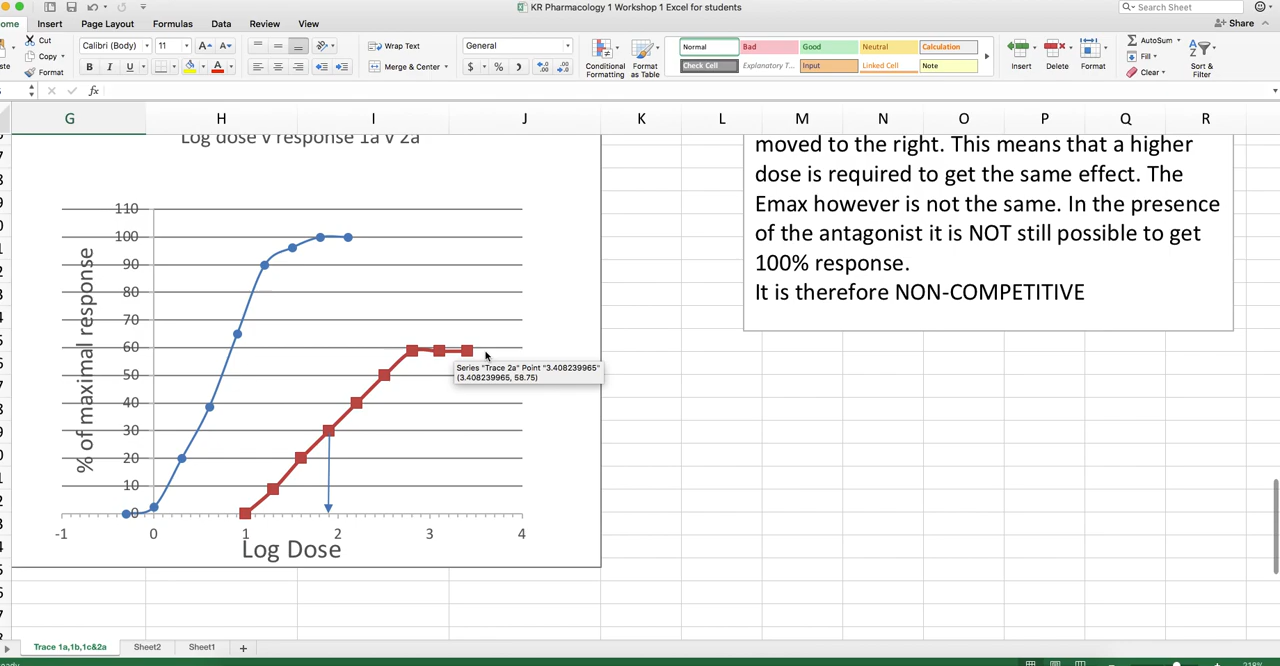 KR Pharmacology 1 Workshop 1 Excel for students
Search Sheet
Insert Page Layout Formulas Data Review View
Share
Cut
Copy
Format
Calibri (Body) 11
B I U
Wrap Text
Merge & Center
General
Conditional Formatting
Format as Table
Normal Bad Good Neutral Calculation
Check Cell Explanatory T... Input Linked Cell Note
Insert Delete Format
AutoSum
Fill
Clear
Sort & Filter
fx
G H I J K L M N O P Q R
Log dose v response 1a v 2a
110
100
90
80
70
60
50
40
30
20
10
0
% of maximal response
-1 0 1 2 3 4
Log Dose
Series "Trace 2a" Point "3.408239965"
(3.408239965, 58.75)
moved to the right. This means that a higher
dose is required to get the same effect. The
Emax however is not the same. In the presence
of the antagonist it is NOT still possible to get
100% response.
It is therefore NON-COMPETITIVE
Trace 1a,1b,1c&2a Sheet2 Sheet1 +